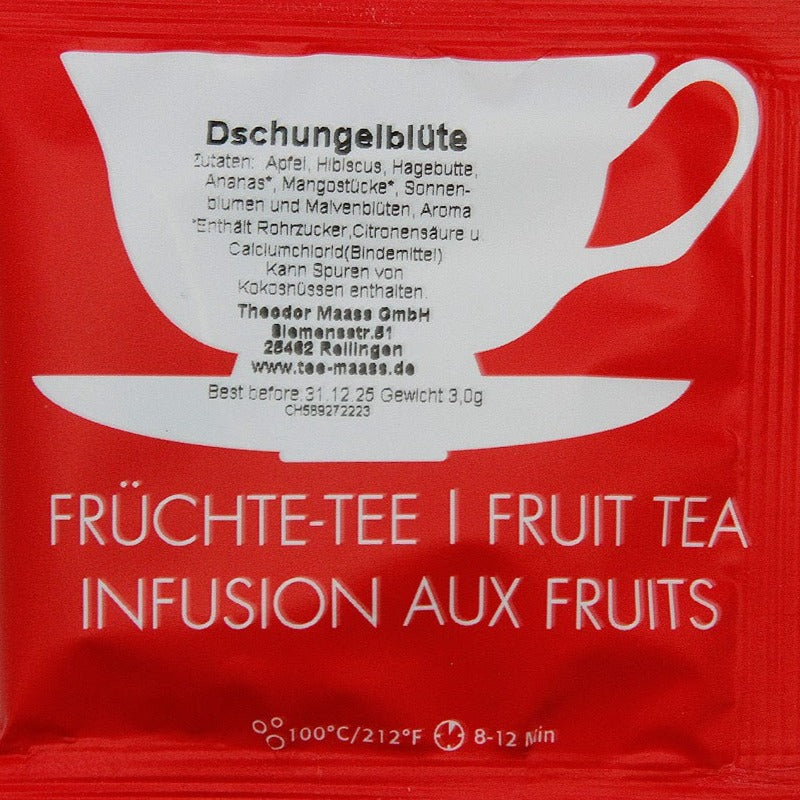 Dschungelblüte
Zutaten: Apfel, Hibiscus, Hagebutte,
Ananas*, Mangostücke*, Sonnen-
blumen und Malvenblüten, Aroma
*Enthält Rohrzucker,Citronensäure u.
Calciumchlorid(Bindemittel)
Kann Spuren von
Kokosnüssen enthalten.
Theodor Maass GmbH
Siemensstr.51
25462 Rellingen
www.tee-maass.de
Best before 31.12.25 Gewicht 3,0g
CH589272223
FRÜCHTE-TEE | FRUIT TEA
INFUSION AUX FRUITS
100°C/212°F 8-12 Min